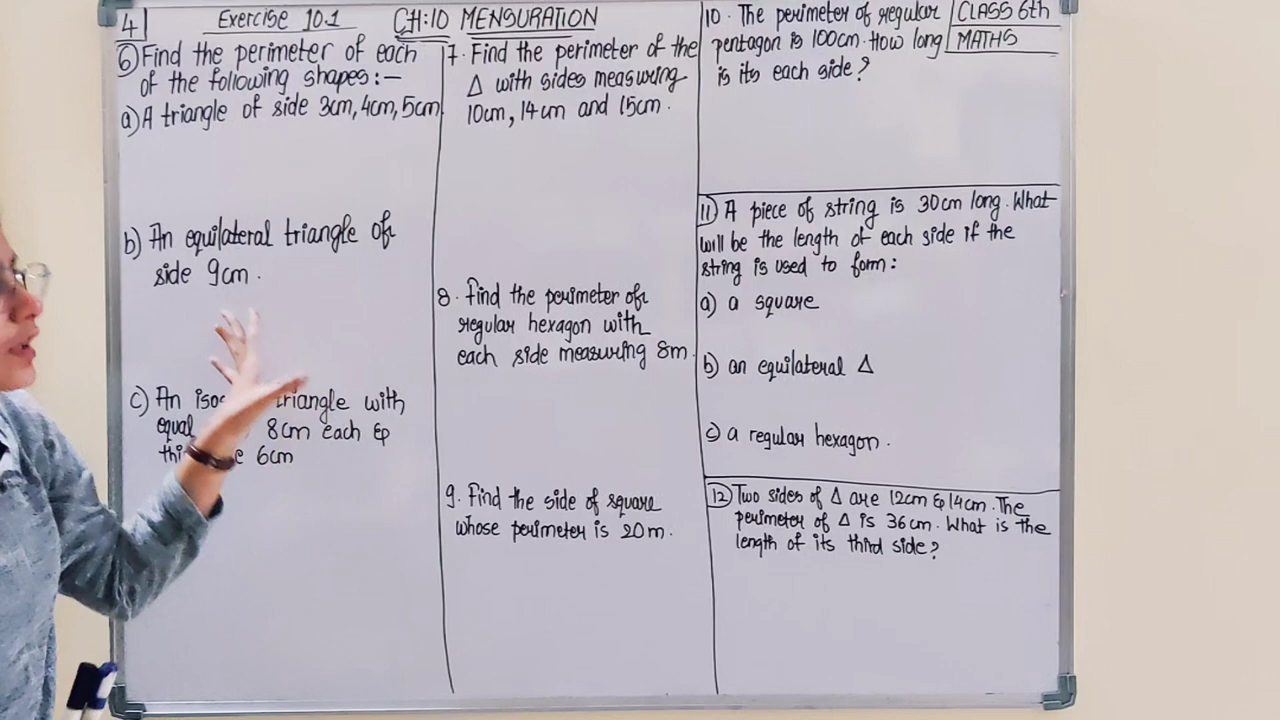 4
Exercise 10.1
CH:10 MENSURATION
CLASS 6th
MATHS
6 Find the perimeter of each
of the following shapes:—
a) A triangle of side 3cm, 4cm, 5cm
b) An equilateral triangle of
side 9cm.
c) An triangle with
equal 8cm each &
6cm
7. Find the perimeter of the
Δ with sides measuring
10cm, 14cm and 15cm.
8. Find the perimeter of
regular hexagon with
each side measuring 8m.
9. Find the side of square
whose perimeter is 20m.
10. The perimeter of regular
pentagon is 100cm. How long
is its each side?
11) A piece of string is 30cm long. What
will be the length of each side if the
string is used to form:
a) a square
b) an equilateral Δ
c) a regular hexagon.
12 Two sides of Δ are 12cm & 14cm. The
perimeter of Δ is 36cm. What is the
length of its third side?